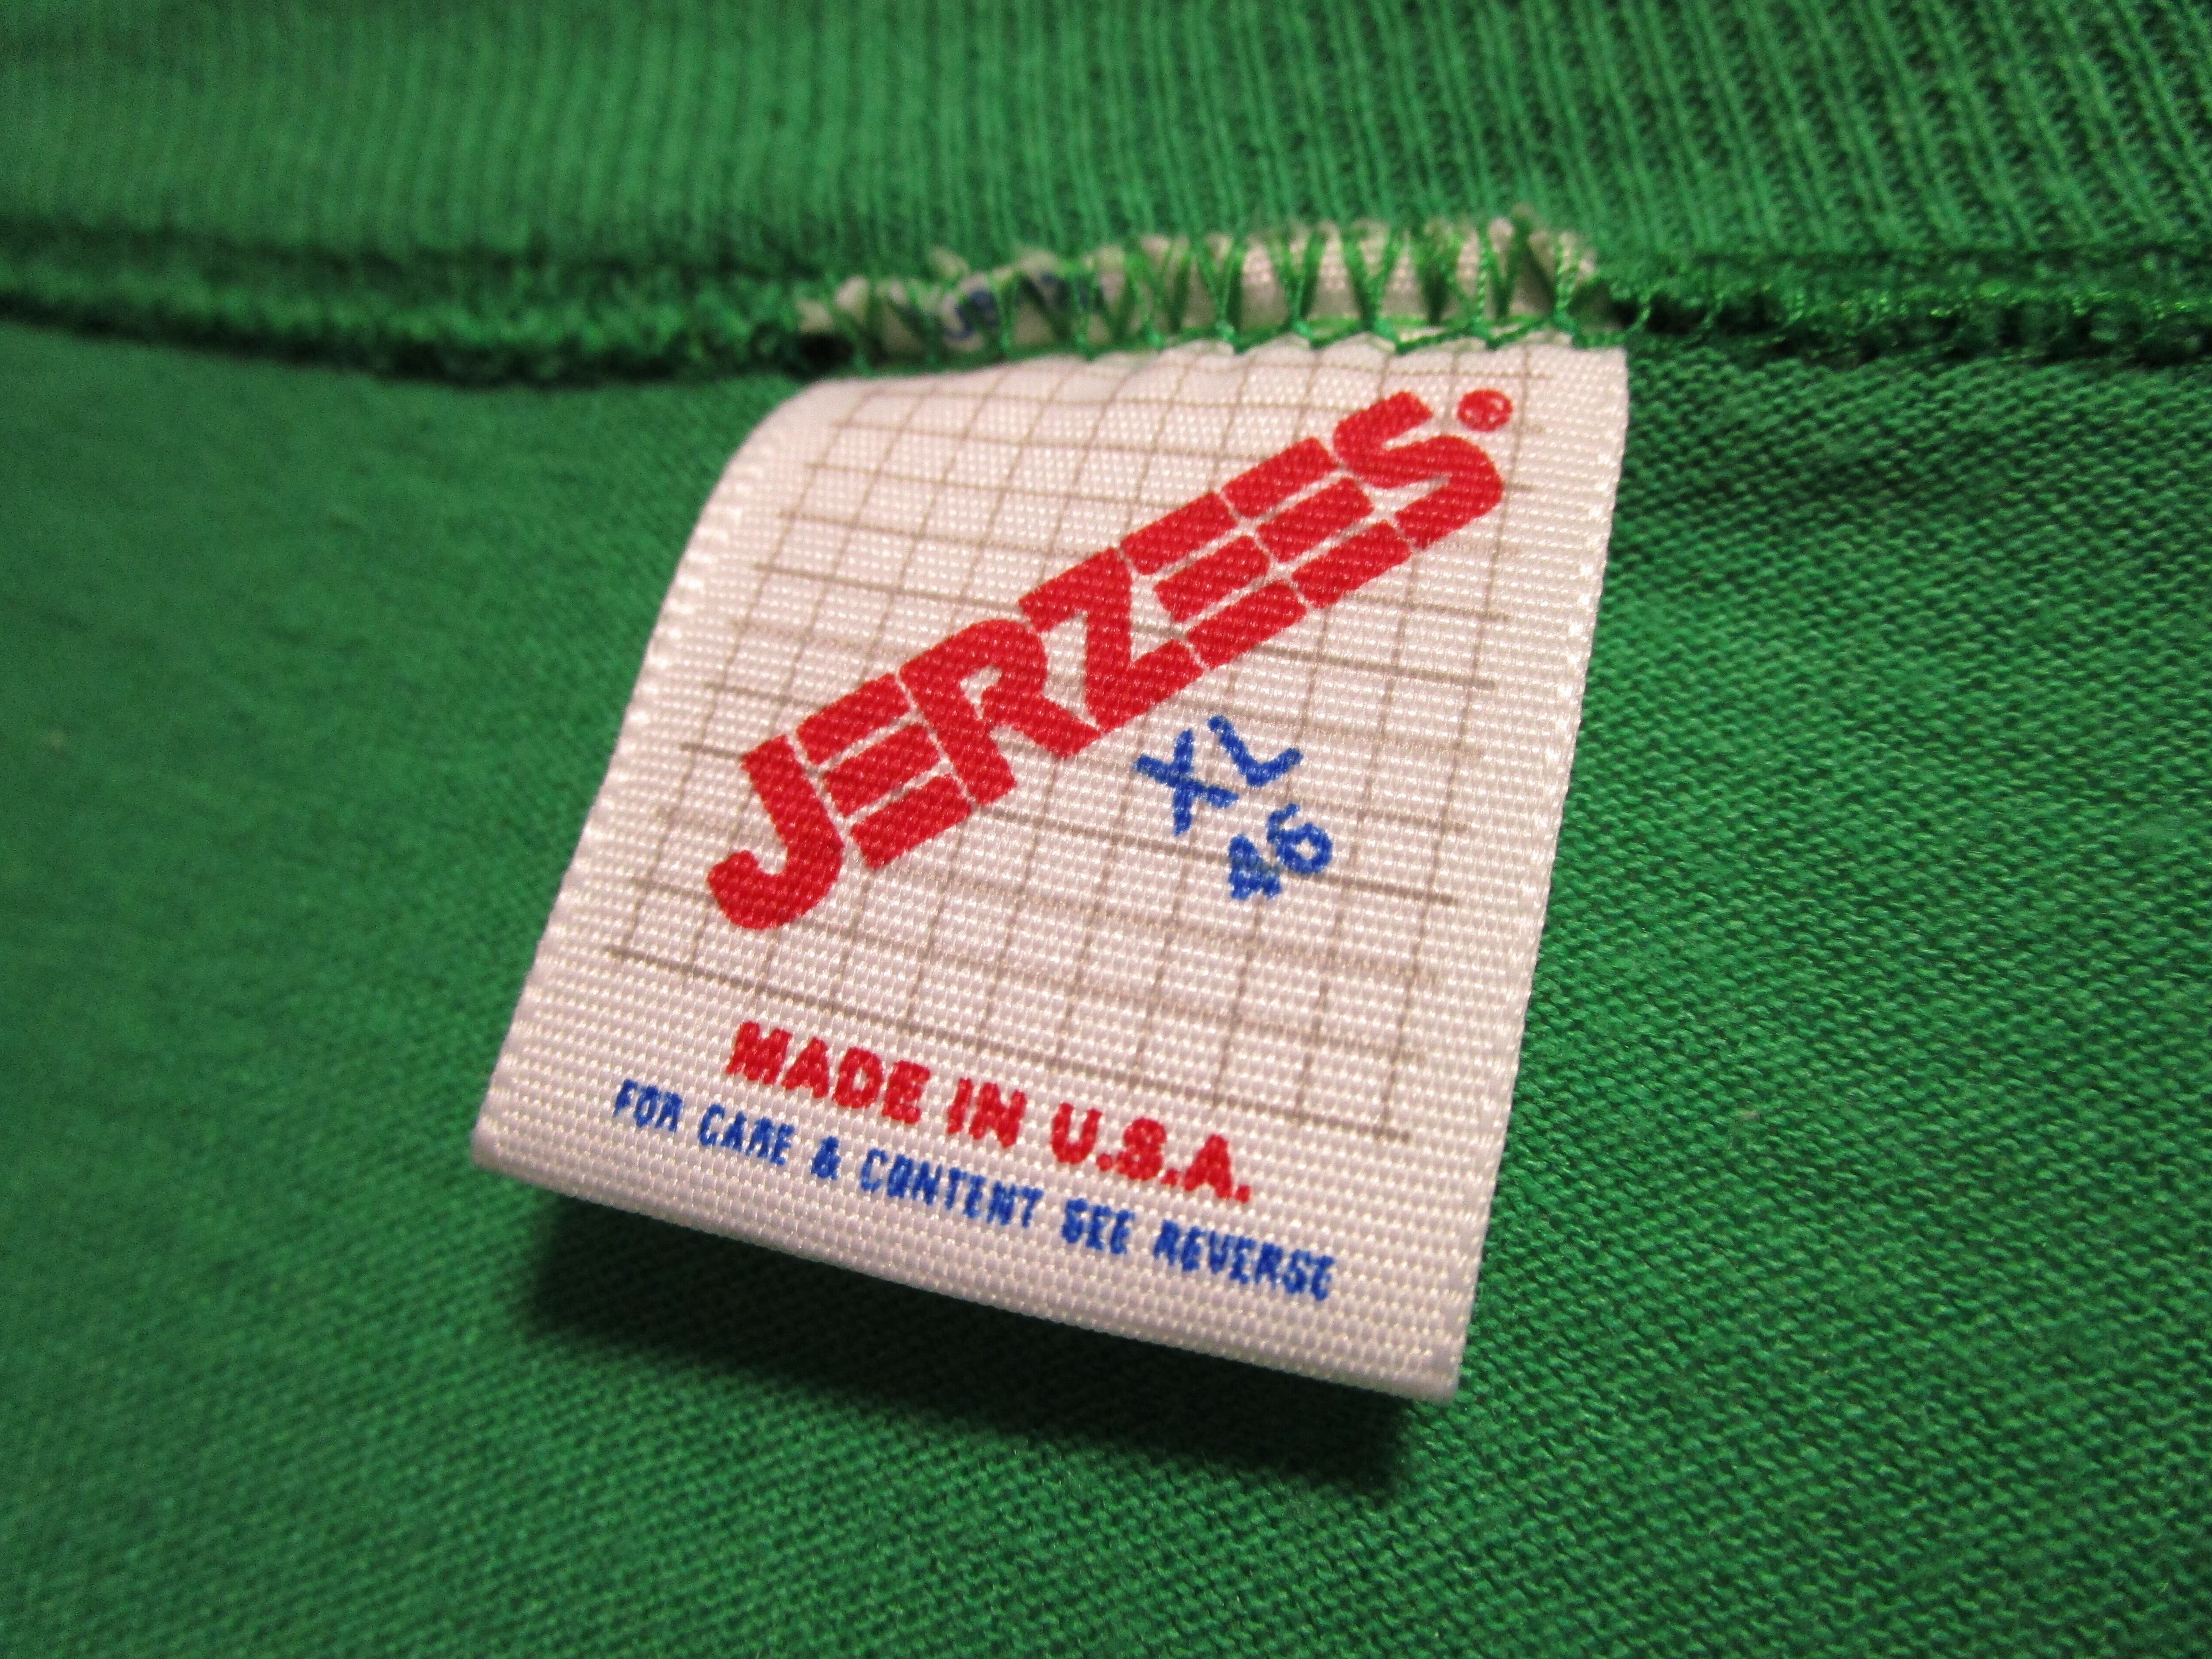 JERZEES®
XL
46
MADE IN U.S.A.
FOR CARE & CONTENT SEE REVERSE